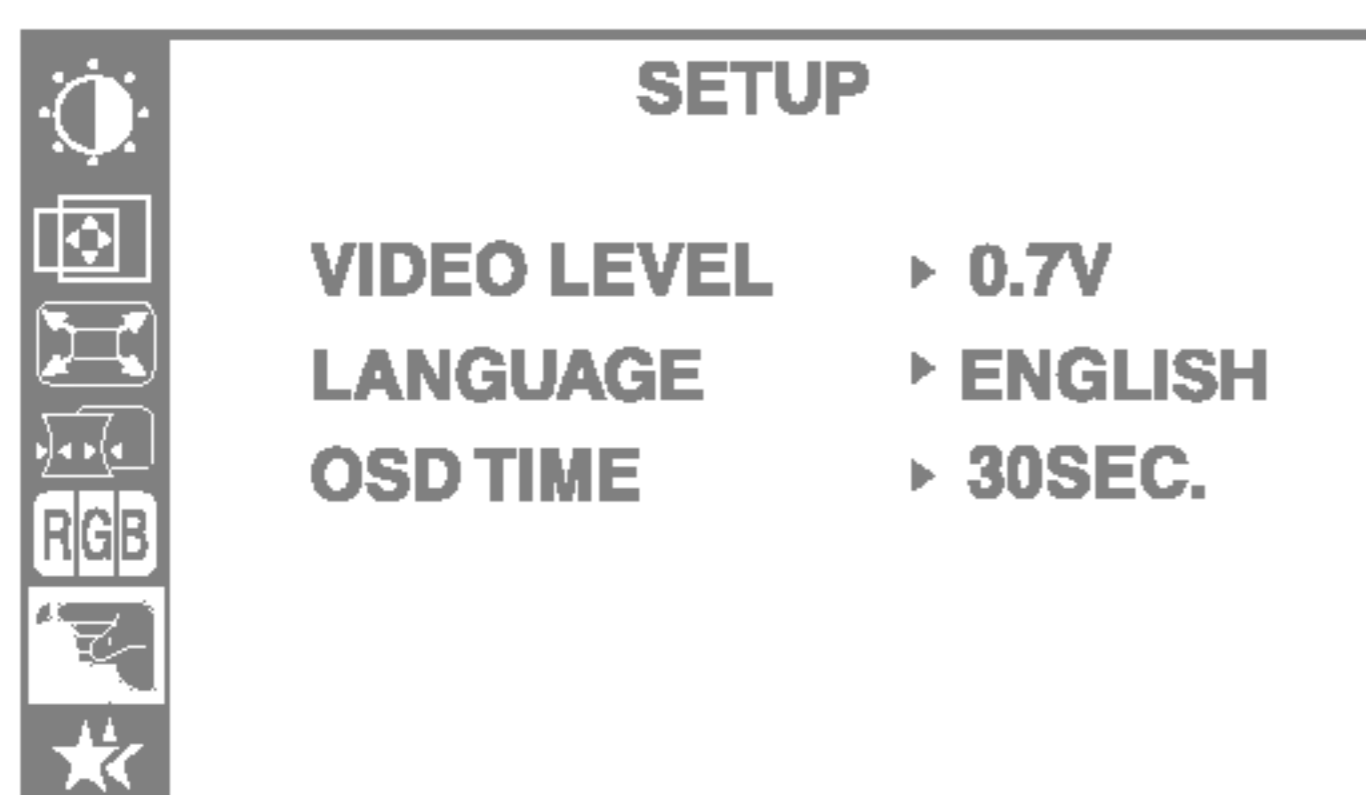 SETUP
VIDEO LEVEL ▸ 0.7V
LANGUAGE ▸ ENGLISH
OSD TIME ▸ 30SEC.
RGB